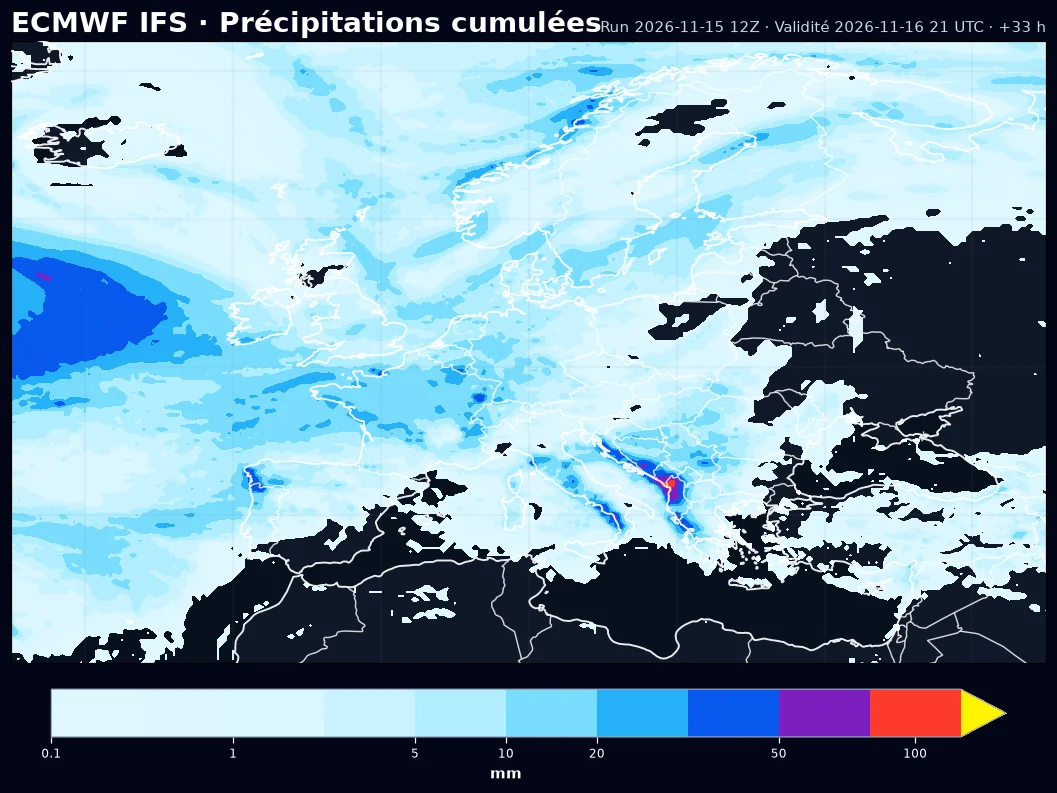 ECMWF IFS · Précipitations cumulées
Run 2026-11-15 12Z · Validité 2026-11-16 21 UTC · +33 h
0.1 1 5 10 20 50 100
mm